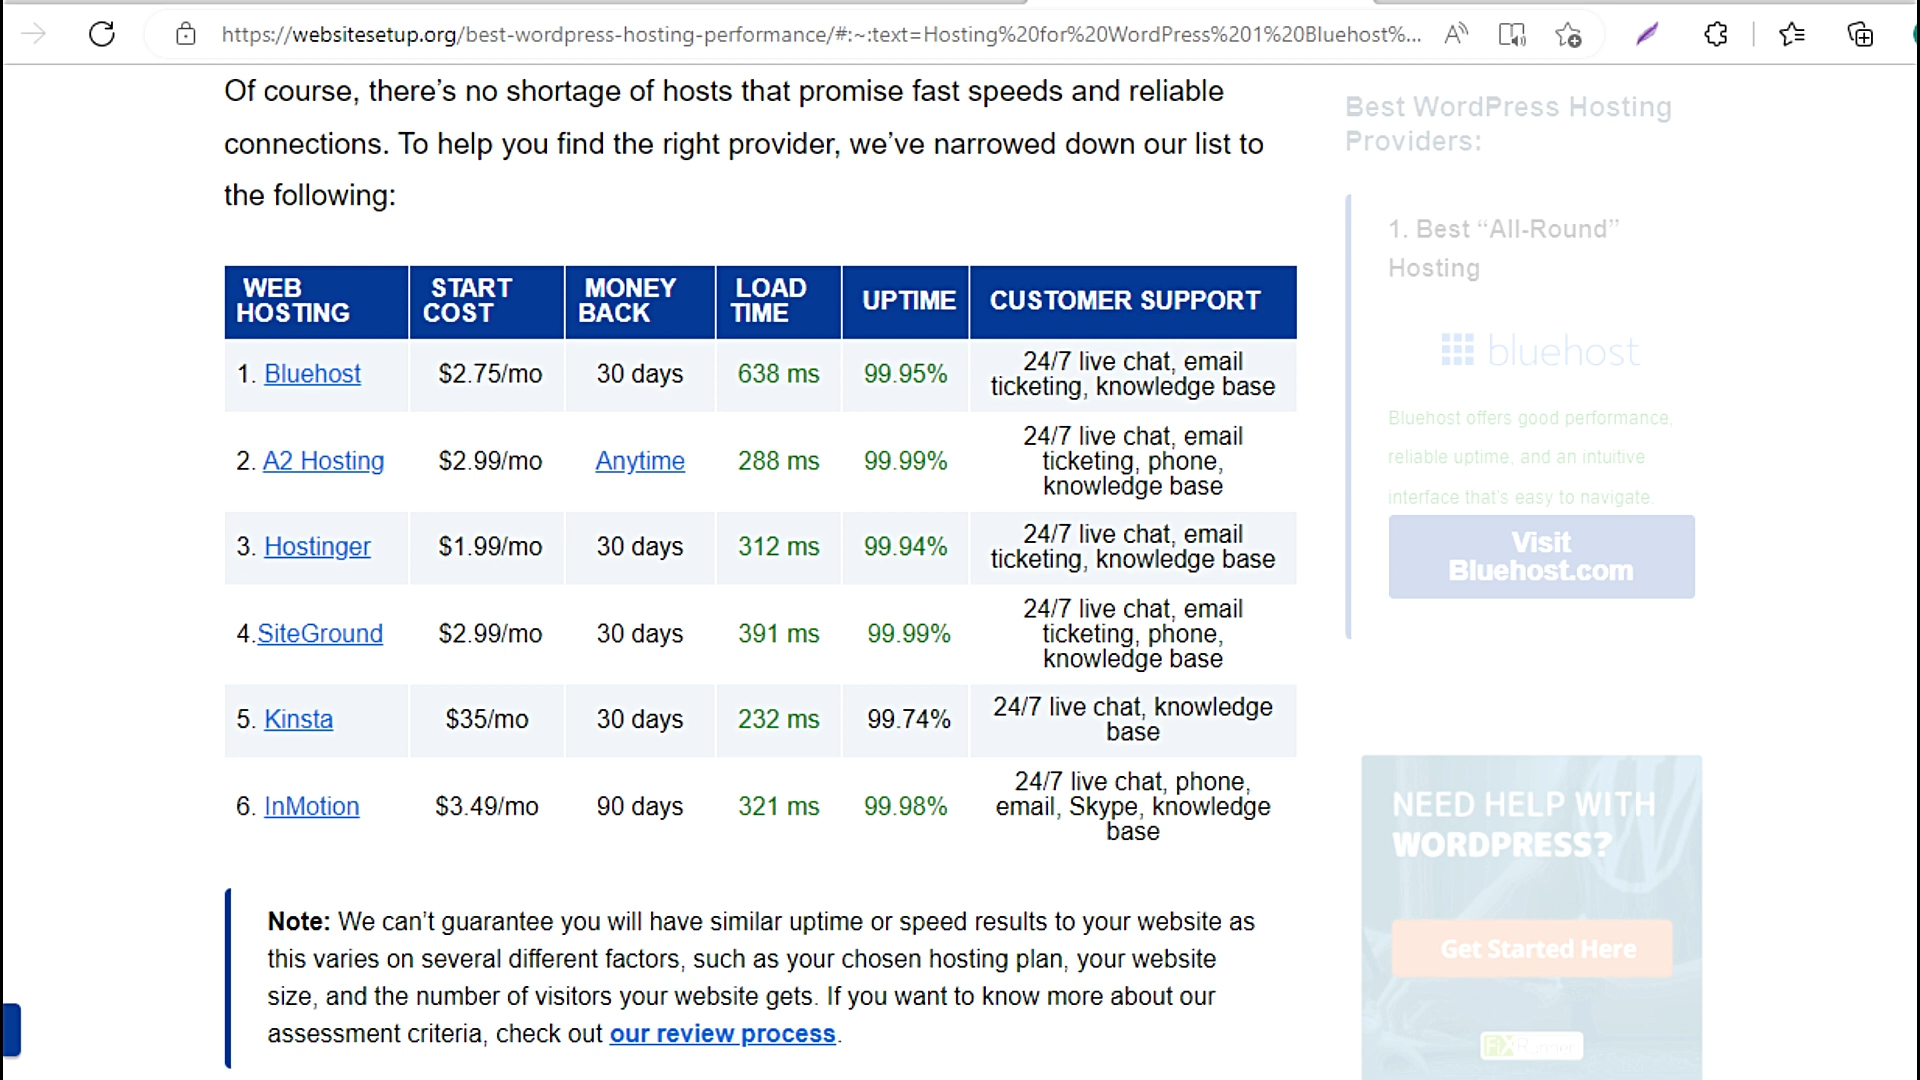 https://websitesetup.org/best-wordpress-hosting-performance/#:~:text=Hosting%20for%20WordPress%201%20Bluehost%...
Of course, there’s no shortage of hosts that promise fast speeds and reliable
connections. To help you find the right provider, we’ve narrowed down our list to
the following:
WEB HOSTING START COST MONEY BACK LOAD TIME UPTIME CUSTOMER SUPPORT
1. Bluehost $2.75/mo 30 days 638 ms 99.95% 24/7 live chat, email
ticketing, knowledge base
2. A2 Hosting $2.99/mo Anytime 288 ms 99.99% 24/7 live chat, email
ticketing, phone,
knowledge base
3. Hostinger $1.99/mo 30 days 312 ms 99.94% 24/7 live chat, email
ticketing, knowledge base
4.SiteGround $2.99/mo 30 days 391 ms 99.99% 24/7 live chat, email
ticketing, phone,
knowledge base
5. Kinsta $35/mo 30 days 232 ms 99.74% 24/7 live chat, knowledge
base
6. InMotion $3.49/mo 90 days 321 ms 99.98% 24/7 live chat, phone,
email, Skype, knowledge
base
Note: We can’t guarantee you will have similar uptime or speed results to your website as
this varies on several different factors, such as your chosen hosting plan, your website
size, and the number of visitors your website gets. If you want to know more about our
assessment criteria, check out our review process.
Best WordPress Hosting
Providers:
1. Best “All-Round”
Hosting
bluehost
Bluehost offers good performance,
reliable uptime, and an intuitive
interface that's easy to navigate.
Visit
Bluehost.com
NEED HELP WITH
WORDPRESS?
Get Started Here
FiXRunner